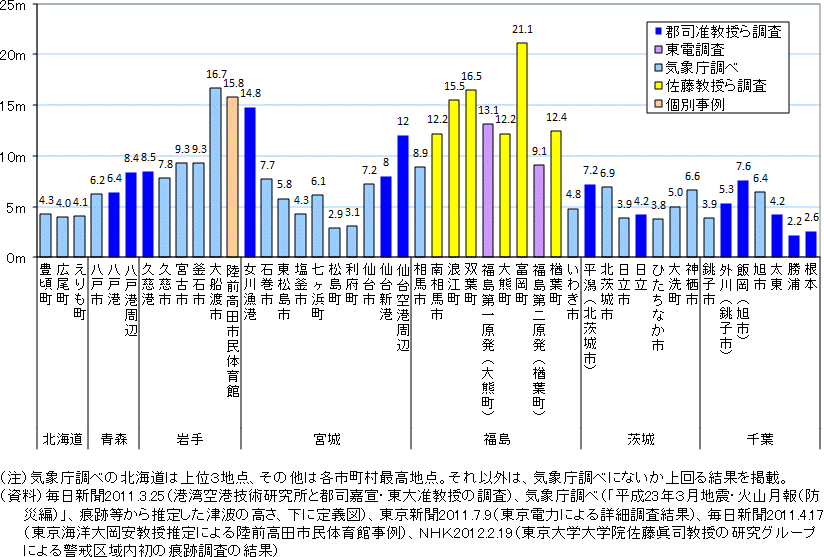 25m
20m
15m
10m
5m
0m
郡司准教授ら調査
東電調査
気象庁調べ
佐藤教授ら調査
個別事例
4.3
4.0
4.1
6.2
6.4
8.4
8.5
7.8
9.3
9.3
16.7
15.8
14.8
7.7
5.8
4.3
6.1
2.9
3.1
7.2
8
12
8.9
12.2
15.5
16.5
13.1
12.2
21.1
9.1
12.4
4.8
7.2
6.9
3.9
4.2
3.8
5.0
6.6
3.9
5.3
7.6
6.4
4.2
2.2
2.6
豊頃町
広尾町
えりも町
八戸市
八戸港
八戸港周辺
久慈港
久慈市
宮古市
釜石市
大船渡市
陸前高田市民体育館
女川漁港
石巻市
東松島市
塩釜市
七ヶ浜町
松島町
利府町
仙台市
仙台新港
仙台空港周辺
相馬市
南相馬市
浪江町
双葉町
福島第一原発(大熊町)
大熊町
富岡町
福島第二原発(楢葉町)
楢葉町
いわき市
平潟(北茨城市)
北茨城市
日立市
日立
ひたちなか市
大洗町
神栖市
銚子市
外川(銚子市)
飯岡(旭市)
旭市
太東
勝浦
根本
北海道
青森
岩手
宮城
福島
茨城
千葉
(注)気象庁調べの北海道は上位3地点、その他は各市町村最高地点。それ以外は、気象庁調べにないか上回る結果を掲載。
(資料)毎日新聞2011.3.25(港湾空港技術研究所と都司嘉宣・東大准教授の調査)、気象庁調べ(「平成23年3月地震・火山月報(防
災編)」、痕跡等から推定した津波の高さ、下に定義図)、東京新聞2011.7.9(東京電力による詳細調査結果)、毎日新聞2011.4.17
(東京海洋大岡安教授推定による陸前高田市民体育館事例)、NHK2012.2.19(東京大学大学院佐藤眞司教授の研究グループ
による警戒区域内初の痕跡調査の結果)